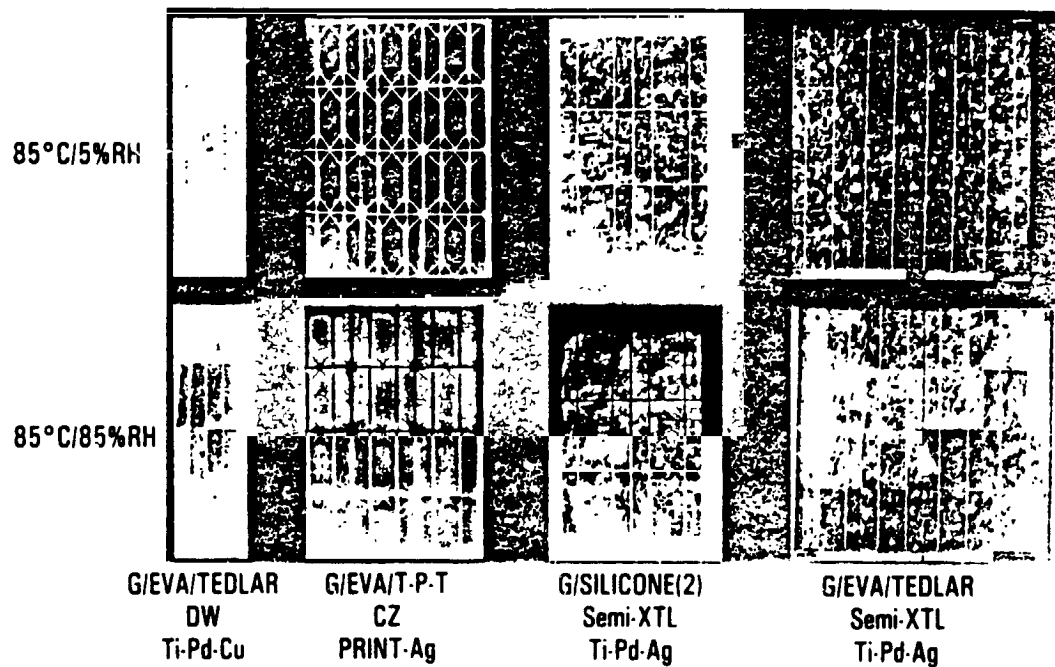 85°C/5%RH
85°C/85%RH
G/EVA/TEDLAR
DW
Ti-Pd-Cu
G/EVA/T-P-T
CZ
PRINT-Ag
G/SILICONE(2)
Semi-XTL
Ti-Pd-Ag
G/EVA/TEDLAR
Semi-XTL
Ti-Pd-Ag